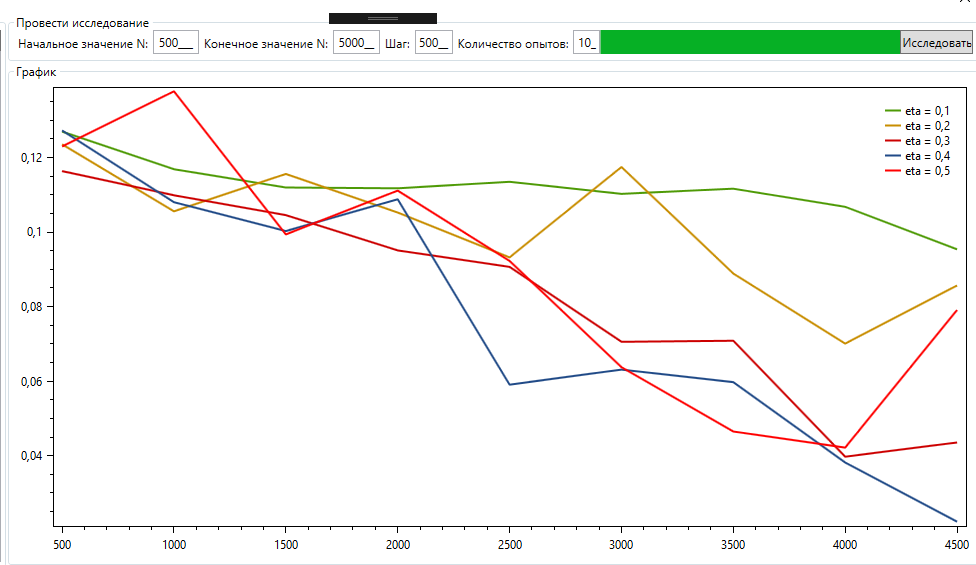 Провести исследование
Начальное значение N: 500___ Конечное значение N: 5000__ Шаг: 500__ Количество опытов: 10_ Исследовать
График
eta = 0,1
eta = 0,2
eta = 0,3
eta = 0,4
eta = 0,5
0,12
0,1
0,08
0,06
0,04
500 1000 1500 2000 2500 3000 3500 4000 4500